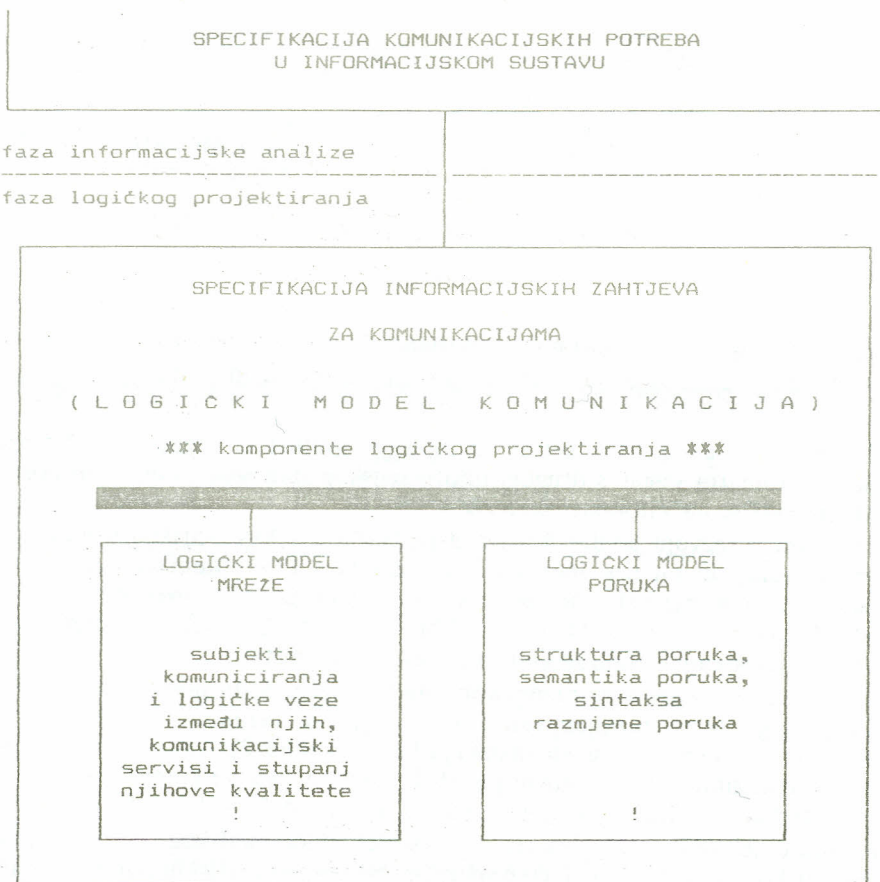 SPECIFIKACIJA KOMUNIKACIJSKIH POTREBA
U INFORMACIJSKOM SUSTAVU
faza informacijske analize
faza logičkog projektiranja
SPECIFIKACIJA INFORMACIJSKIH ZAHTJEVA
ZA KOMUNIKACIJAMA
( L O G I C K I   M O D E L   K O M U N I K A C I J A )
*** komponente logičkog projektiranja ***
LOGICKI MODEL
MREZE
subjekti
komuniciranja
i logičke veze
između njih,
komunikacijski
servisi i stupanj
njihove kvalitete
!
LOGICKI MODEL
PORUKA
struktura poruka,
semantika poruka,
sintaksa
razmjene poruka
!